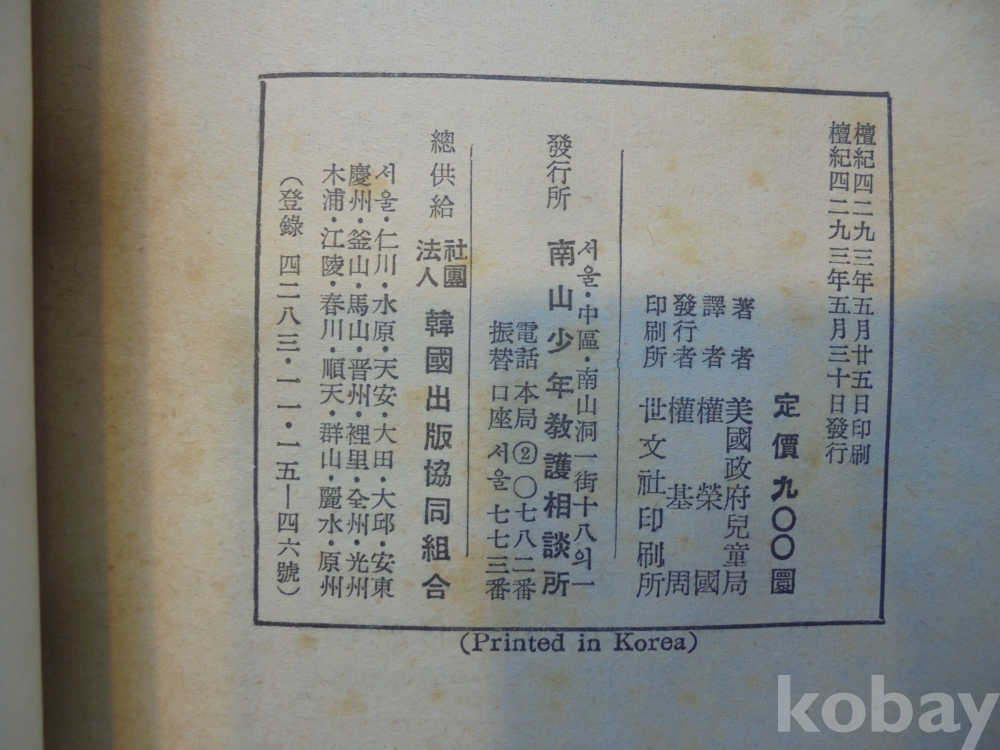 檀紀四二九三年五月廿五日印刷
檀紀四二九三年五月三十日發行
定價九〇〇圜
著者 美國政府兒童局
譯者 權榮國
發行者 權基周
印刷所 世文社印刷所
서울·中區·南山洞一街十八의一
發行所 南山少年教護相談所
電話 本局②〇七八二番
振替口座 서울七七三番
總供給 社團法人 韓國出版協同組合
서울·仁川·水原·天安·大田·大邱·安東
慶州·釜山·馬山·晋州·裡里·全州·光州
木浦·江陵·春川·順天·群山·麗水·原州
(登錄 四二八三·一一·一五—四六號)
(Printed in Korea)
kobay